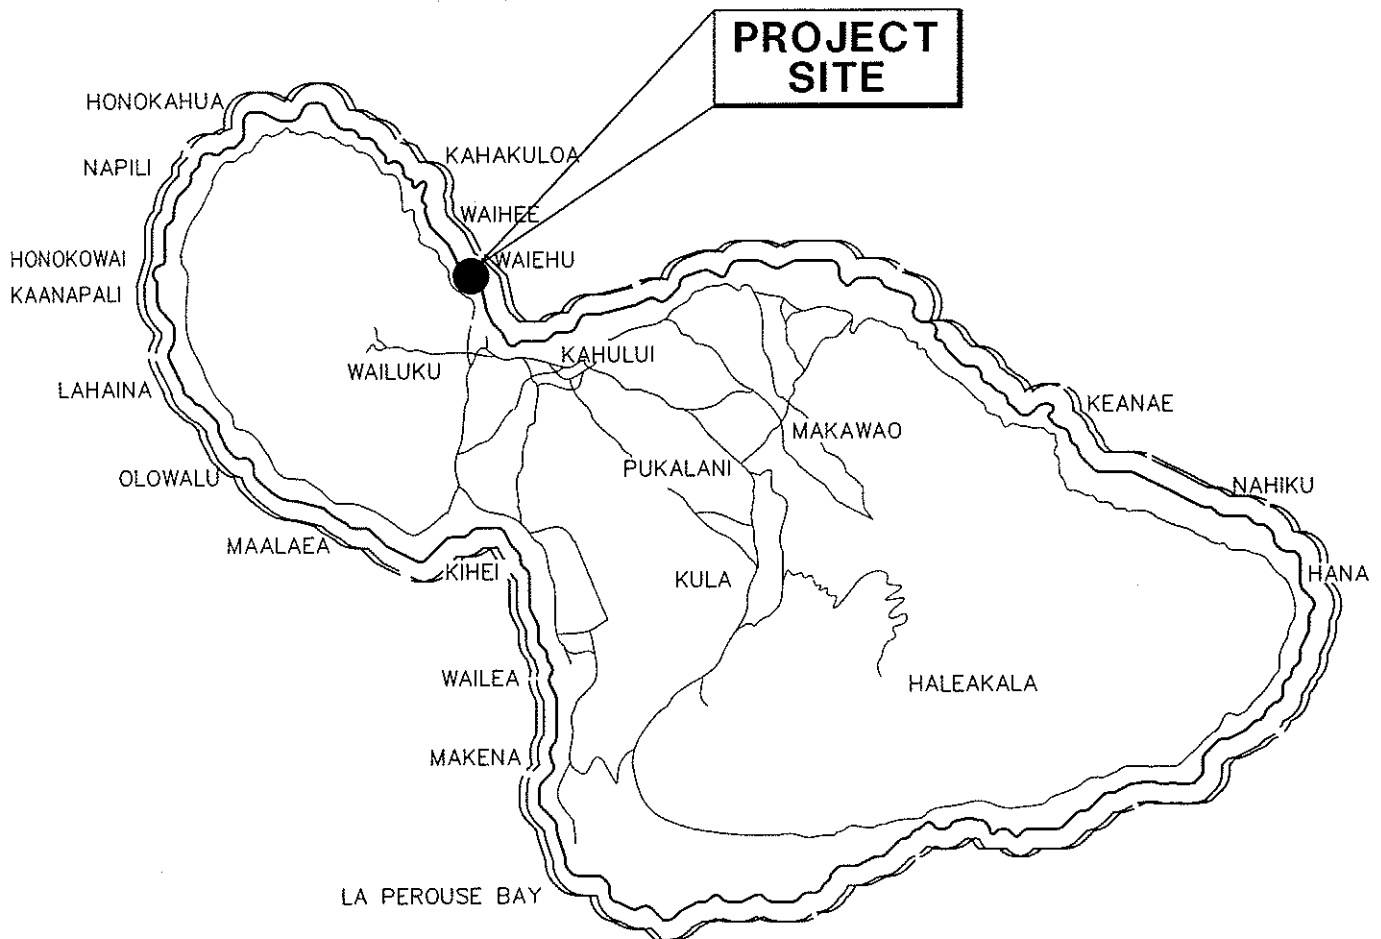 PROJECT
SITE
HONOKAHUA
KAHAKULOA
NAPILI
WAIHEE
HONOKOWAI
WAIEHU
KAANAPALI
KAHULUI
WAILUKU
LAHAINA
KEANAE
MAKAWAO
PUKALANI
OLOWALU
NAHIKU
MAALAEA
KIHEI
KULA
HANA
WAILEA
HALEAKALA
MAKENA
LA PEROUSE BAY